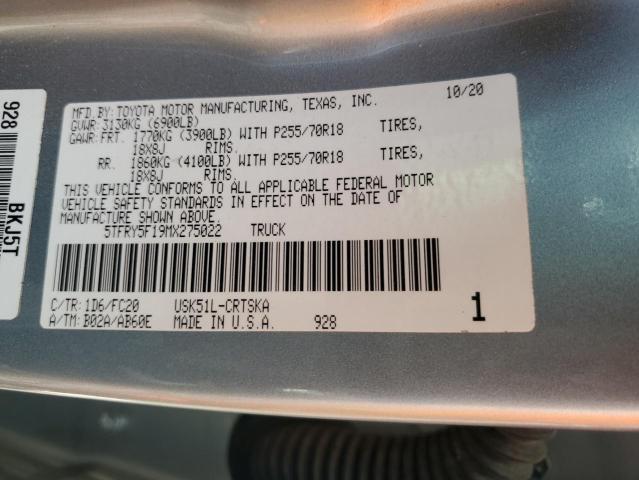 MFD. BY: TOYOTA MOTOR MANUFACTURING, TEXAS, INC. 10/20
GVWR: 3130KG (6900LB)
GAWR: FRT. 1770KG (3900LB) WITH P255/70R18 TIRES,
18X8J RIMS.
RR. 1860KG (4100LB) WITH P255/70R18 TIRES,
18X8J RIMS.
THIS VEHICLE CONFORMS TO ALL APPLICABLE FEDERAL MOTOR
VEHICLE SAFETY STANDARDS IN EFFECT ON THE DATE OF
MANUFACTURE SHOWN ABOVE.
5TFRY5F19MX275022 TRUCK
C/TR: 1D6/FC20 USK51L-CRTSKA
A/TM: B02A/AB60E MADE IN U.S.A. 928
1
928
BKJ5T